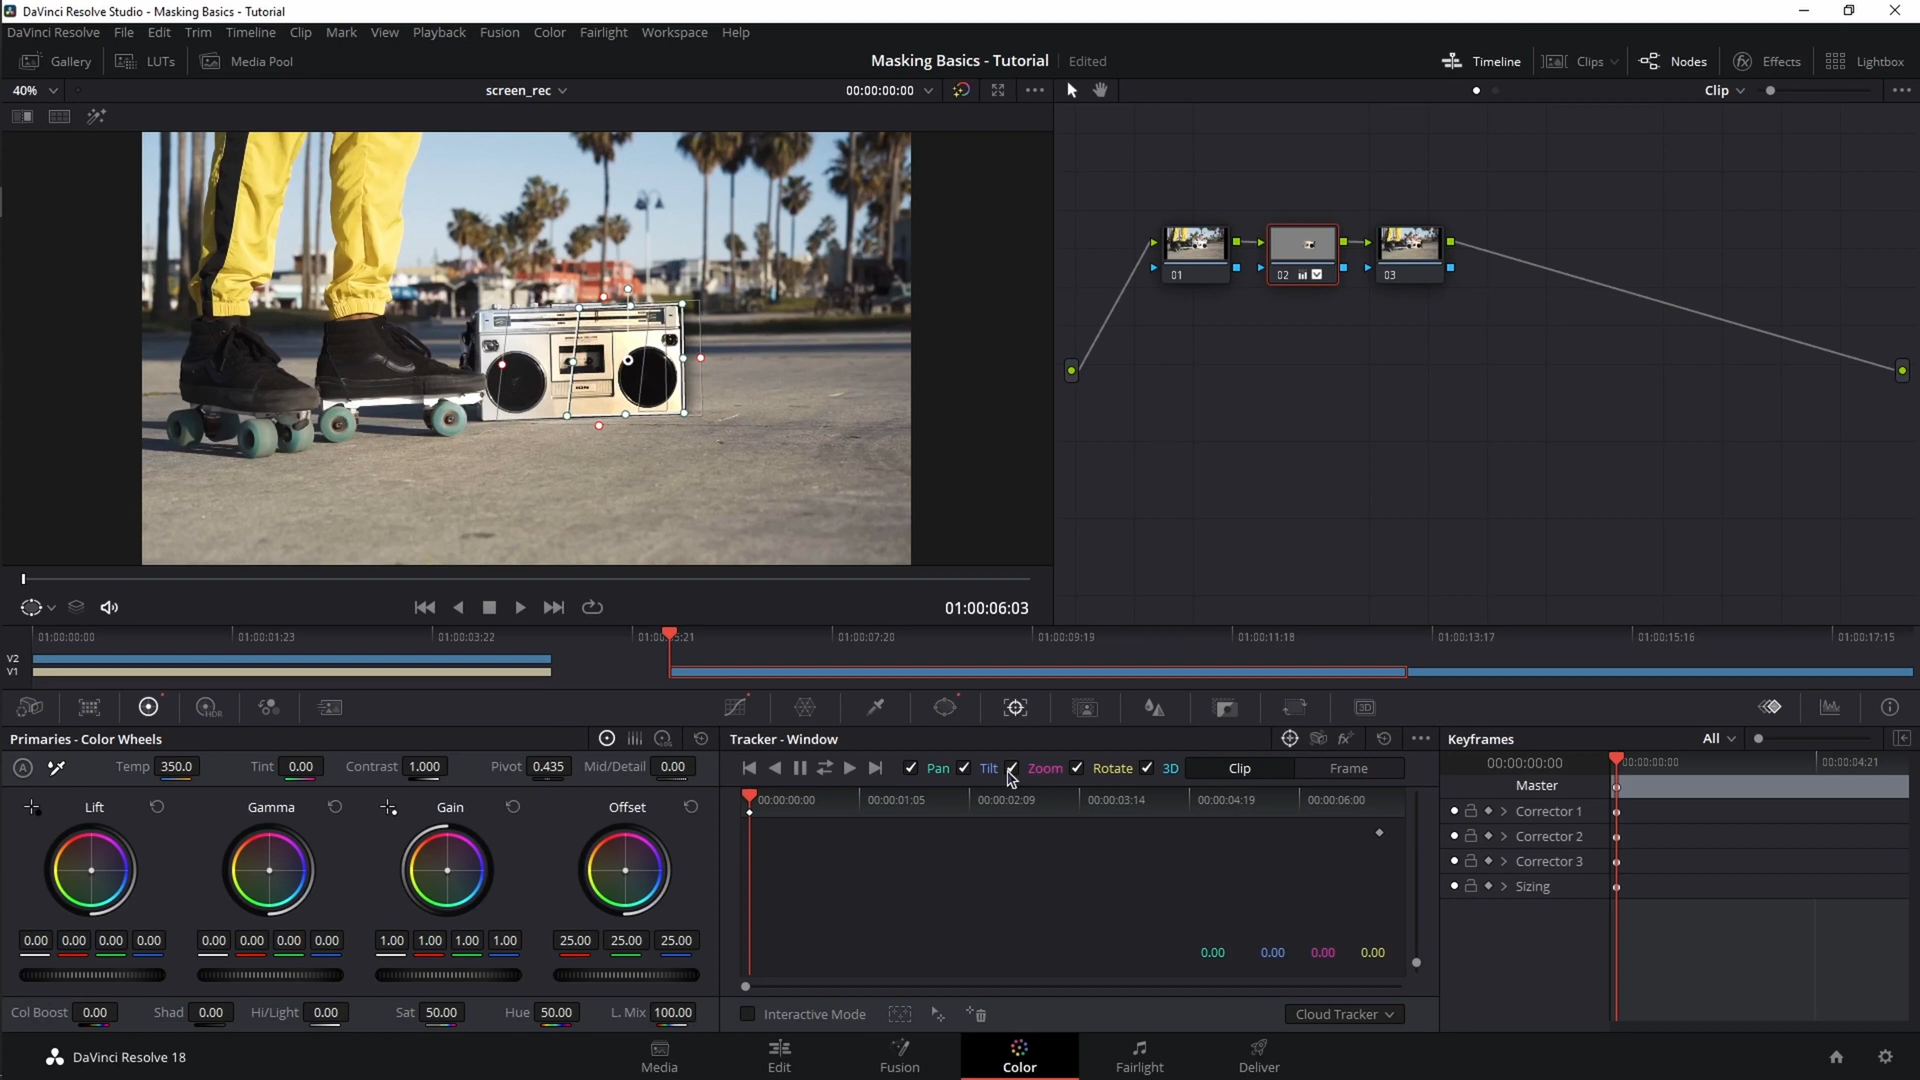 DaVinci Resolve Studio - Masking Basics - Tutorial
DaVinci Resolve File Edit Trim Timeline Clip Mark View Playback Fusion Color Fairlight Workspace Help
Gallery LUTs Media Pool Masking Basics - Tutorial Edited Timeline Clips Nodes Effects Lightbox
40% screen_rec 00:00:00:00 Clip
01 02 03
01:00:06:03
01:00:00:00 01:00:01:23 01:00:03:22 01:00:05:21 01:00:07:20 01:00:09:19 01:00:11:18 01:00:13:17 01:00:15:16 01:00:17:15
V2
V1
HDR LOG 3D
Primaries - Color Wheels Tracker - Window Keyframes All
A Temp 350.0 Tint 0.00 Contrast 1.000 Pivot 0.435 Mid/Detail 0.00
Pan Tilt Zoom Rotate 3D Clip Frame
00:00:00:00 00:00:00:00 00:00:04:21
Lift Gamma Gain Offset
00:00:00:00 00:00:01:05 00:00:02:09 00:00:03:14 00:00:04:19 00:00:06:00
Master
Corrector 1
Corrector 2
Corrector 3
Sizing
0.00 0.00 0.00 0.00 0.00 0.00 0.00 0.00 1.00 1.00 1.00 1.00 25.00 25.00 25.00
0.00 0.00 0.00 0.00
Col Boost 0.00 Shad 0.00 Hi/Light 0.00 Sat 50.00 Hue 50.00 L. Mix 100.00
Interactive Mode Cloud Tracker
DaVinci Resolve 18 Media Edit Fusion Color Fairlight Deliver